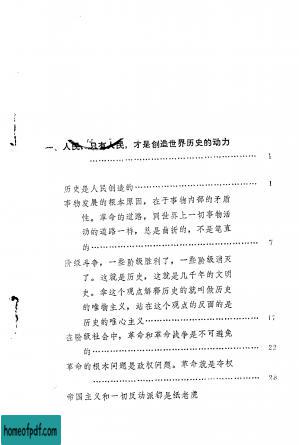 一、人民，只有人民，才是创造世界历史的动力
………………………………………… 1
历史是人民创造的………………………… 1
事物发展的根本原因，在于事物内部的矛盾
性。革命的道路，同世界上一切事物活
动的道路一样，总是曲折的，不是笔直
的………………………………………… 7
阶级斗争，一些阶级胜利了，一些阶级消灭
了。这就是历史，这就是几千年的文明
史。拿这个观点解释历史的就叫做历史
的唯物主义，站在这个观点的反面的是
历史的唯心主义………………………… 17
在阶级社会中，革命和革命战争是不可避免
的………………………………………… 22
革命的根本问题是政权问题。革命就是夺权
………………………………………… 28
帝国主义和一切反动派都是纸老虎
homeofpdf.com